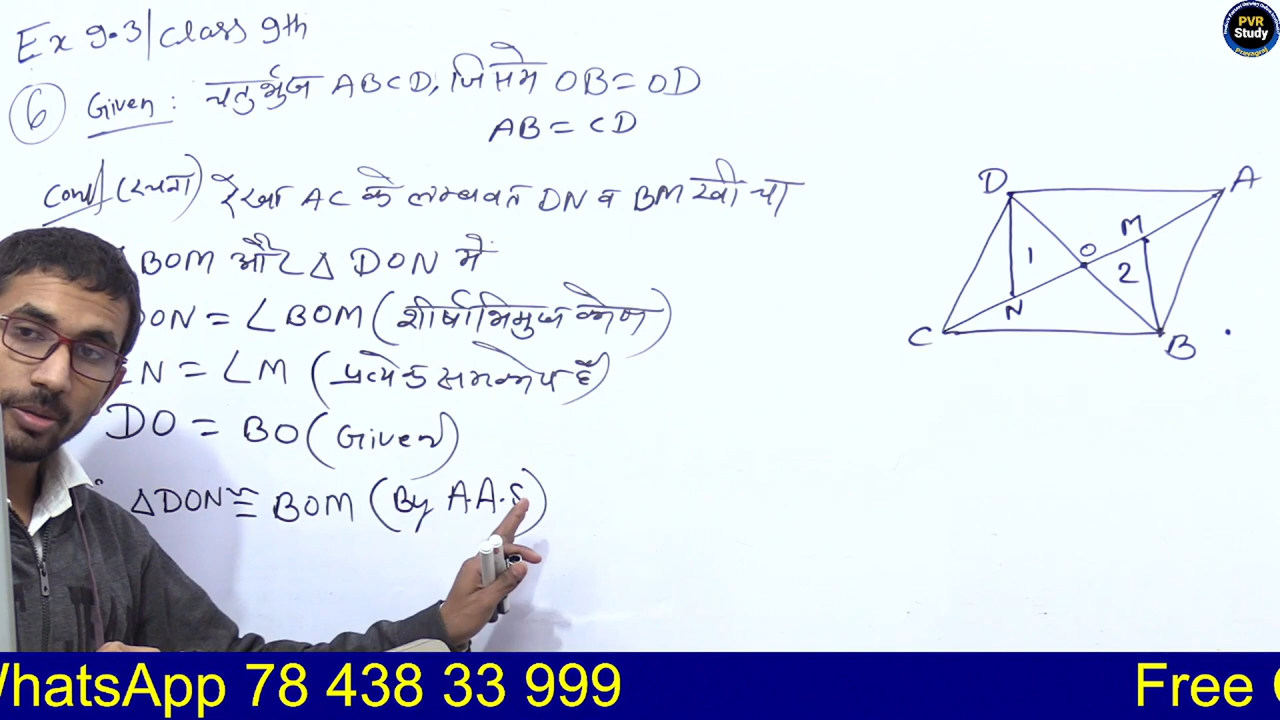 Ex 9.3 / Class 9th
PVR
Study
Prayagraj
6 Given : चतुर्भुज ABCD, जिसमे OB = OD
AB = CD
Const (रचना) रेखा AC के लम्बवत DN व BM खीचा
BOM और △ DON मे
DON = ∠ BOM (शीर्षाभिमुख कोण)
N = ∠M (प्रत्येक समकोण है)
DO = BO (Given)
△DON ≅ BOM (By A.A.S)
D A M O 1 2 N C B
WhatsApp 78 438 33 999
Free